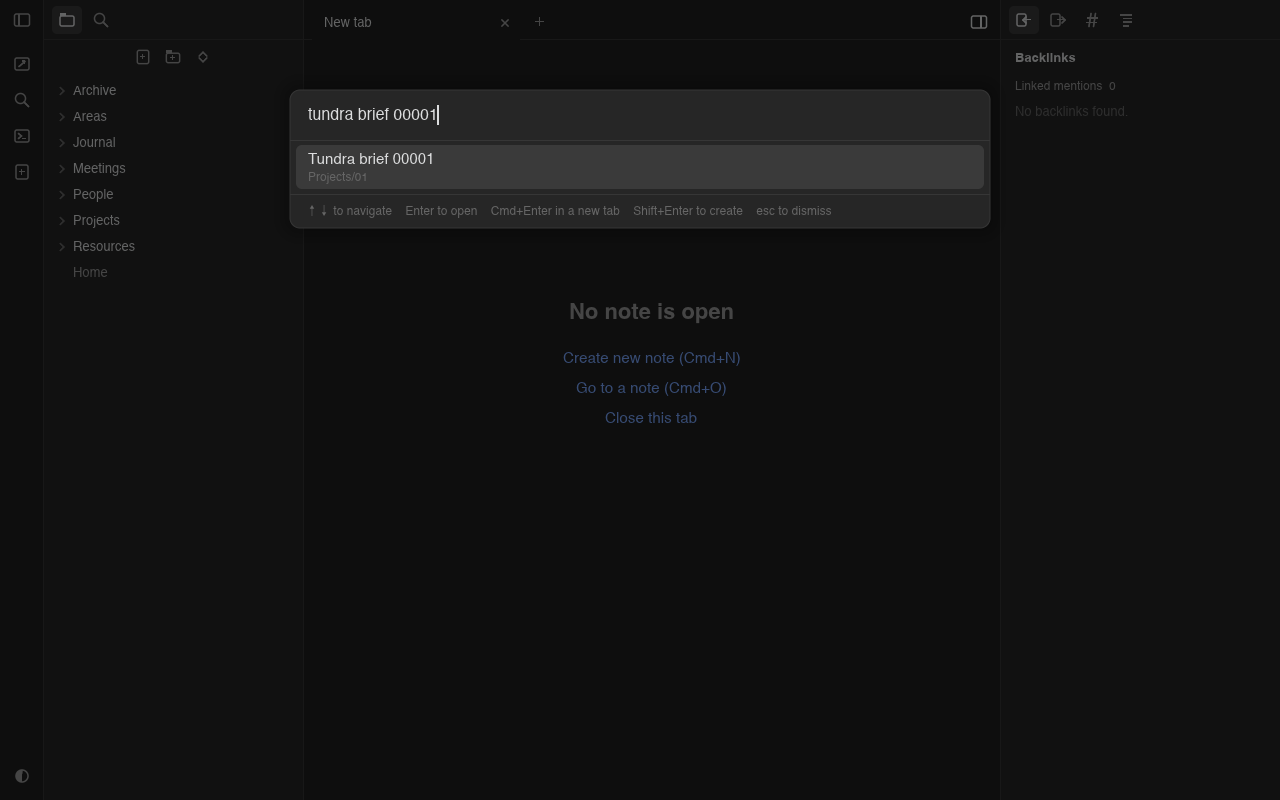 New tab
Archive
Areas
Journal
Meetings
People
Projects
Resources
Home
tundra brief 00001
Tundra brief 00001
Projects/01
↑ ↓ to navigate Enter to open Cmd+Enter in a new tab Shift+Enter to create esc to dismiss
No note is open
Create new note (Cmd+N)
Go to a note (Cmd+O)
Close this tab
Backlinks
Linked mentions 0
No backlinks found.